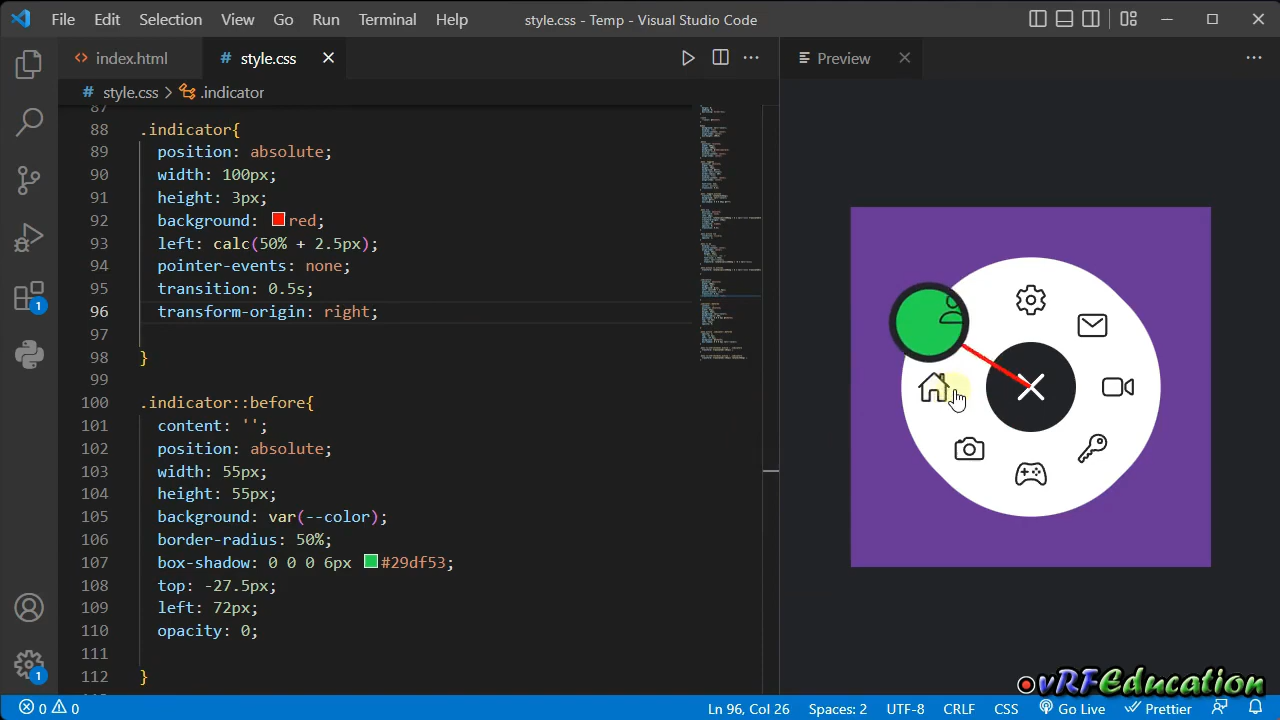 File Edit Selection View Go Run Terminal Help style.css - Temp - Visual Studio Code
index.html # style.css Preview
# style.css > .indicator
87
88 .indicator{
89 position: absolute;
90 width: 100px;
91 height: 3px;
92 background: red;
93 left: calc(50% + 2.5px);
94 pointer-events: none;
95 transition: 0.5s;
96 transform-origin: right;
97
98 }
99
100 .indicator::before{
101 content: '';
102 position: absolute;
103 width: 55px;
104 height: 55px;
105 background: var(--color);
106 border-radius: 50%;
107 box-shadow: 0 0 0 6px #29df53;
108 top: -27.5px;
109 left: 72px;
110 opacity: 0;
111
112 }
1
1
vRFEducation
0 0 Ln 96, Col 26 Spaces: 2 UTF-8 CRLF CSS Go Live Prettier